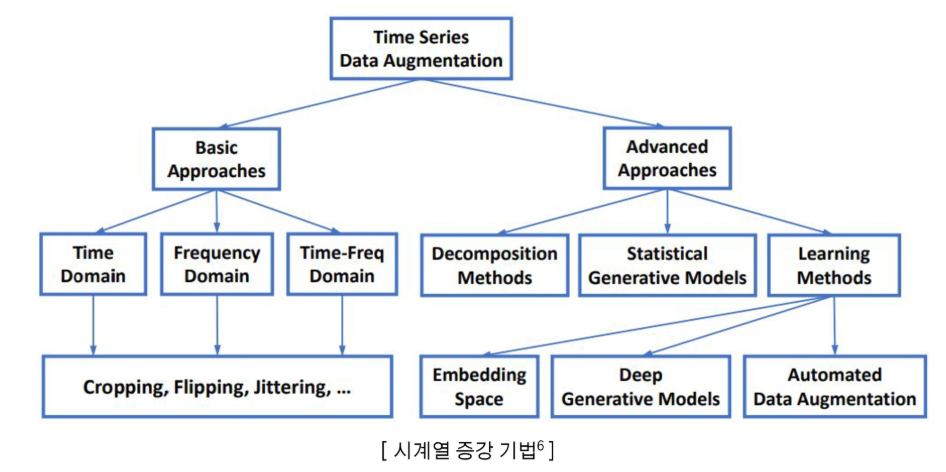 Time Series
Data Augmentation
Basic
Approaches
Advanced
Approaches
Time
Domain
Frequency
Domain
Time-Freq
Domain
Decomposition
Methods
Statistical
Generative Models
Learning
Methods
Cropping, Flipping, Jittering, ...
Embedding
Space
Deep
Generative Models
Automated
Data Augmentation
[ 시계열 증강 기법⁶ ]